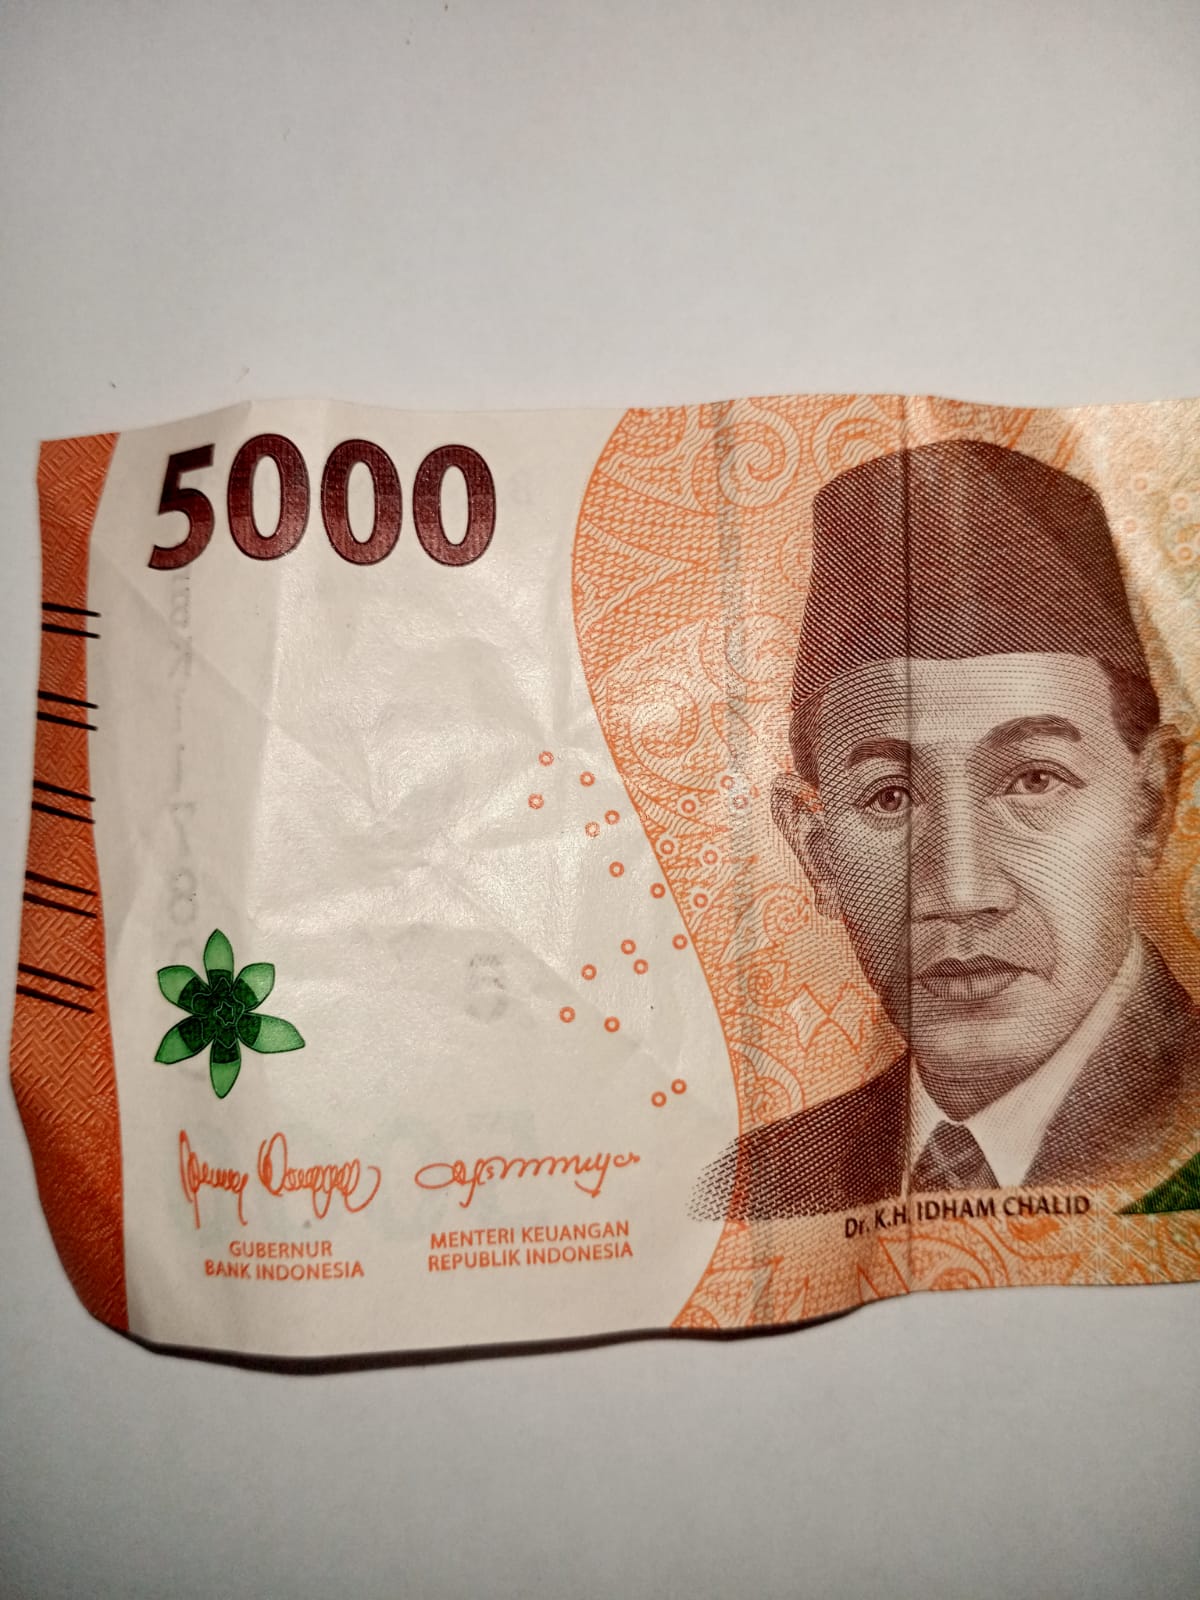 5000
GUBERNUR
BANK INDONESIA
MENTERI KEUANGAN
REPUBLIK INDONESIA
Dr. K.H. IDHAM CHALID